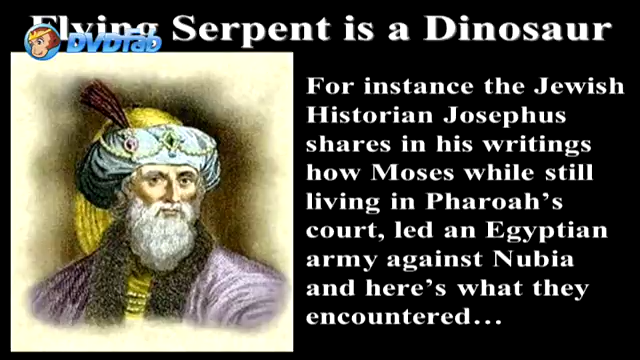 Flying Serpent is a Dinosaur
DVDFab
For instance the Jewish
Historian Josephus
shares in his writings
how Moses while still
living in Pharoah's
court, led an Egyptian
army against Nubia
and here's what they
encountered...